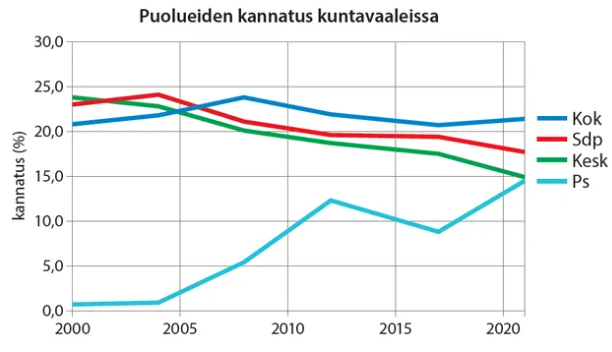 Puolueiden kannatus kuntavaaleissa
30,0
25,0
20,0
15,0
10,0
5,0
0,0
kannatus (%)
2000 2005 2010 2015 2020
Kok
Sdp
Kesk
Ps